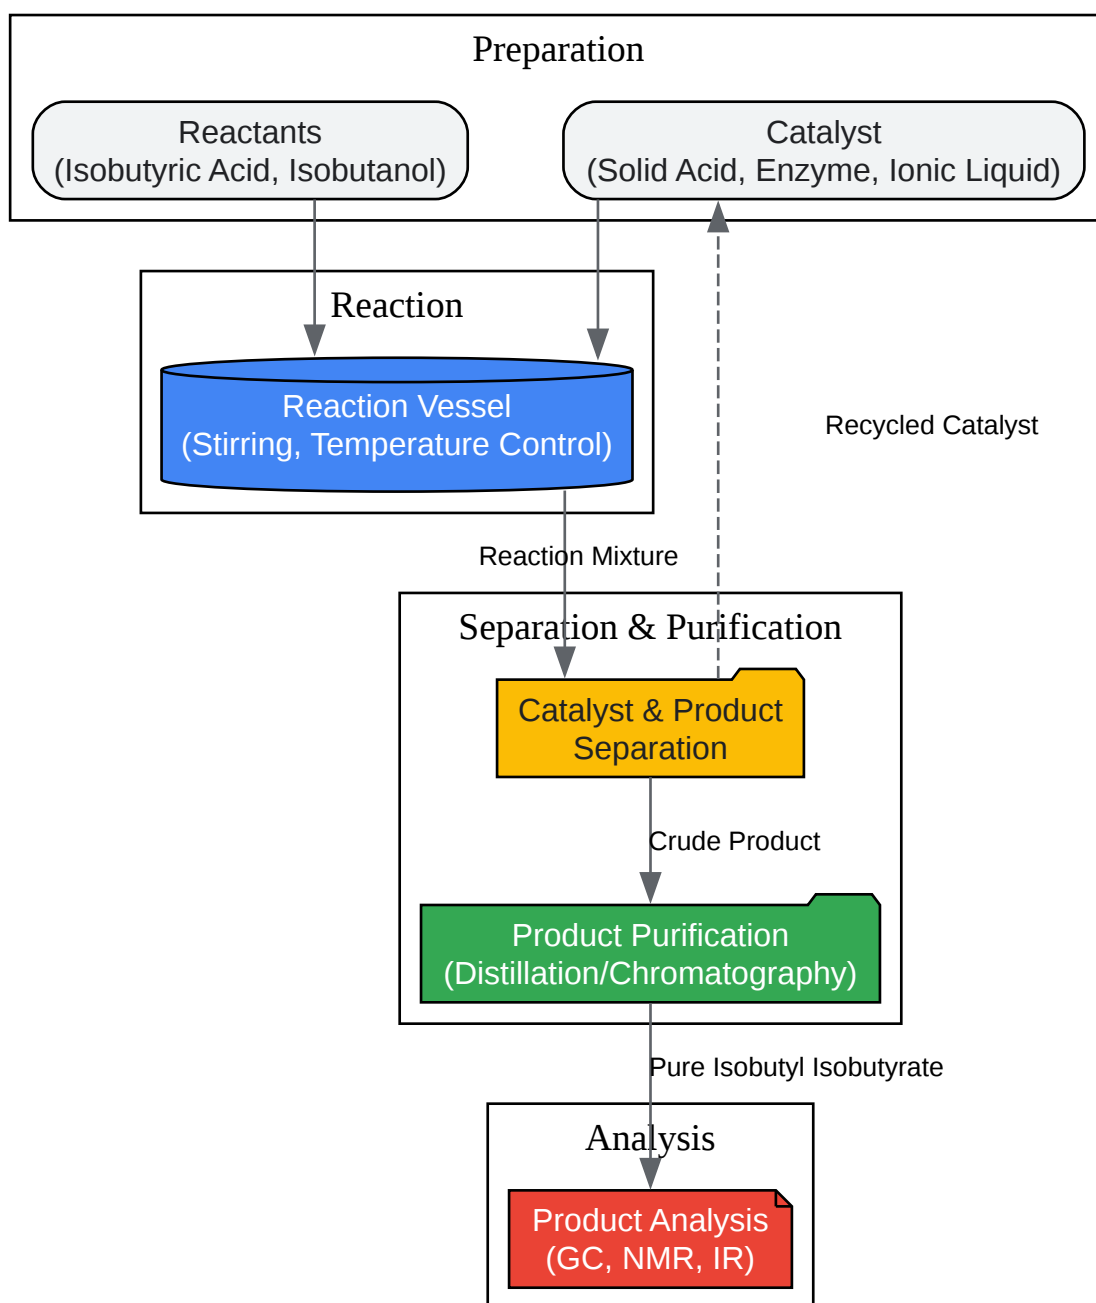 Preparation
Reactants
(Isobutyric Acid, Isobutanol)
Catalyst
(Solid Acid, Enzyme, Ionic Liquid)
Reaction
Reaction Vessel
(Stirring, Temperature Control)
Recycled Catalyst
Reaction Mixture
Separation & Purification
Catalyst & Product
Separation
Crude Product
Product Purification
(Distillation/Chromatography)
Pure Isobutyl Isobutyrate
Analysis
Product Analysis
(GC, NMR, IR)